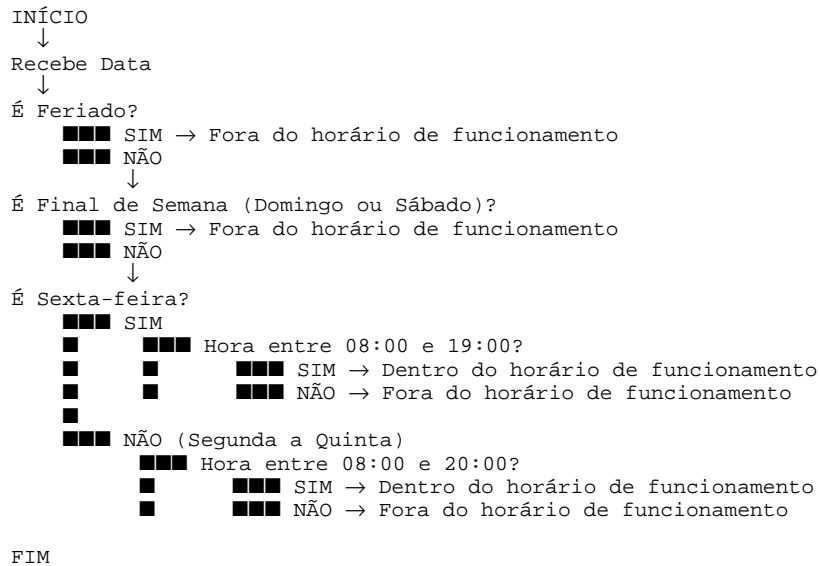 INÍCIO
↓
Recebe Data
↓
É Feriado?
■■■ SIM → Fora do horário de funcionamento
■■■ NÃO
↓
É Final de Semana (Domingo ou Sábado)?
■■■ SIM → Fora do horário de funcionamento
■■■ NÃO
↓
É Sexta-feira?
■■■ SIM
■ ■■■ Hora entre 08:00 e 19:00?
■ ■ ■■■ SIM → Dentro do horário de funcionamento
■ ■ ■■■ NÃO → Fora do horário de funcionamento
■
■■■ NÃO (Segunda a Quinta)
■■■ Hora entre 08:00 e 20:00?
■ ■■■ SIM → Dentro do horário de funcionamento
■ ■■■ NÃO → Fora do horário de funcionamento
FIM